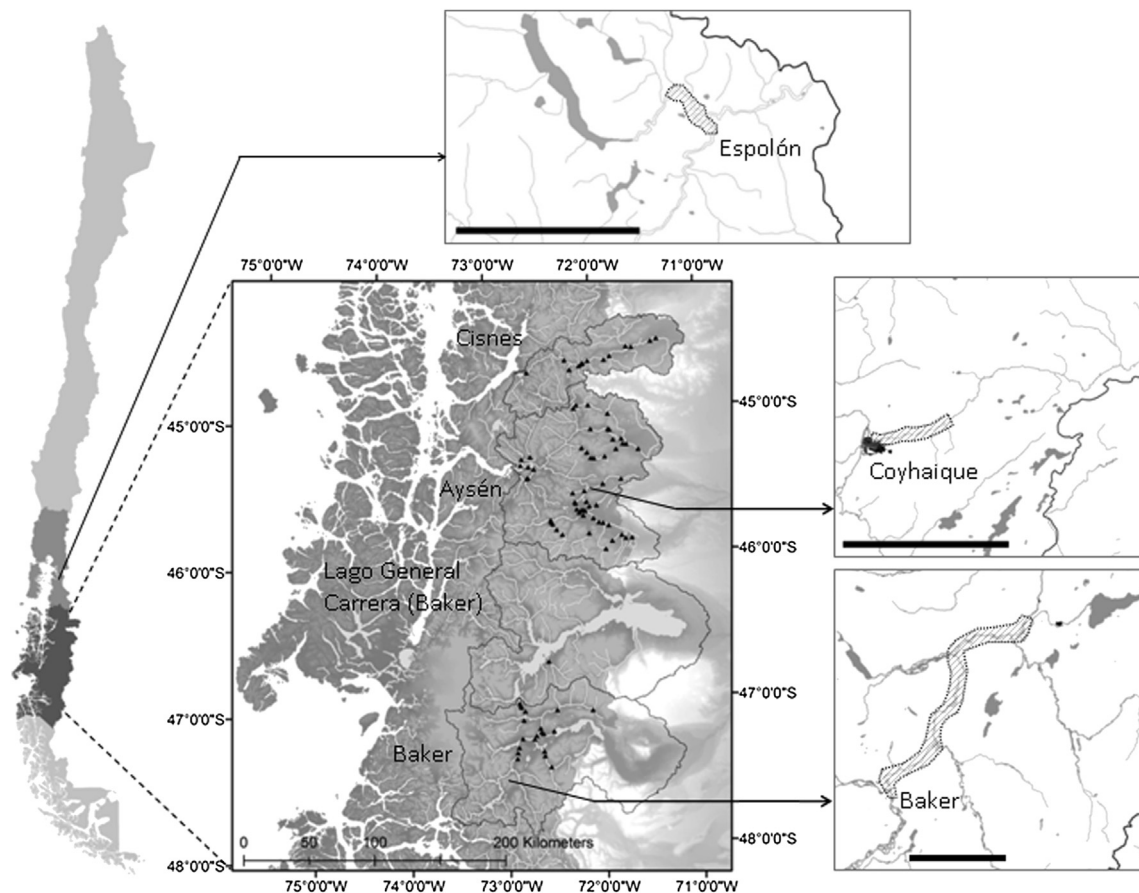 Espolón
75°0'0"W 74°0'0"W 73°0'0"W 72°0'0"W 71°0'0"W
Cisnes
45°0'0"S
45°0'0"S
Coyhaique
Aysén
46°0'0"S
46°0'0"S
Lago General
Carrera (Baker)
47°0'0"S
47°0'0"S
Baker
Baker
0 50 100 200 Kilometers
48°0'0"S
48°0'0"S
75°0'0"W 74°0'0"W 73°0'0"W 72°0'0"W 71°0'0"W